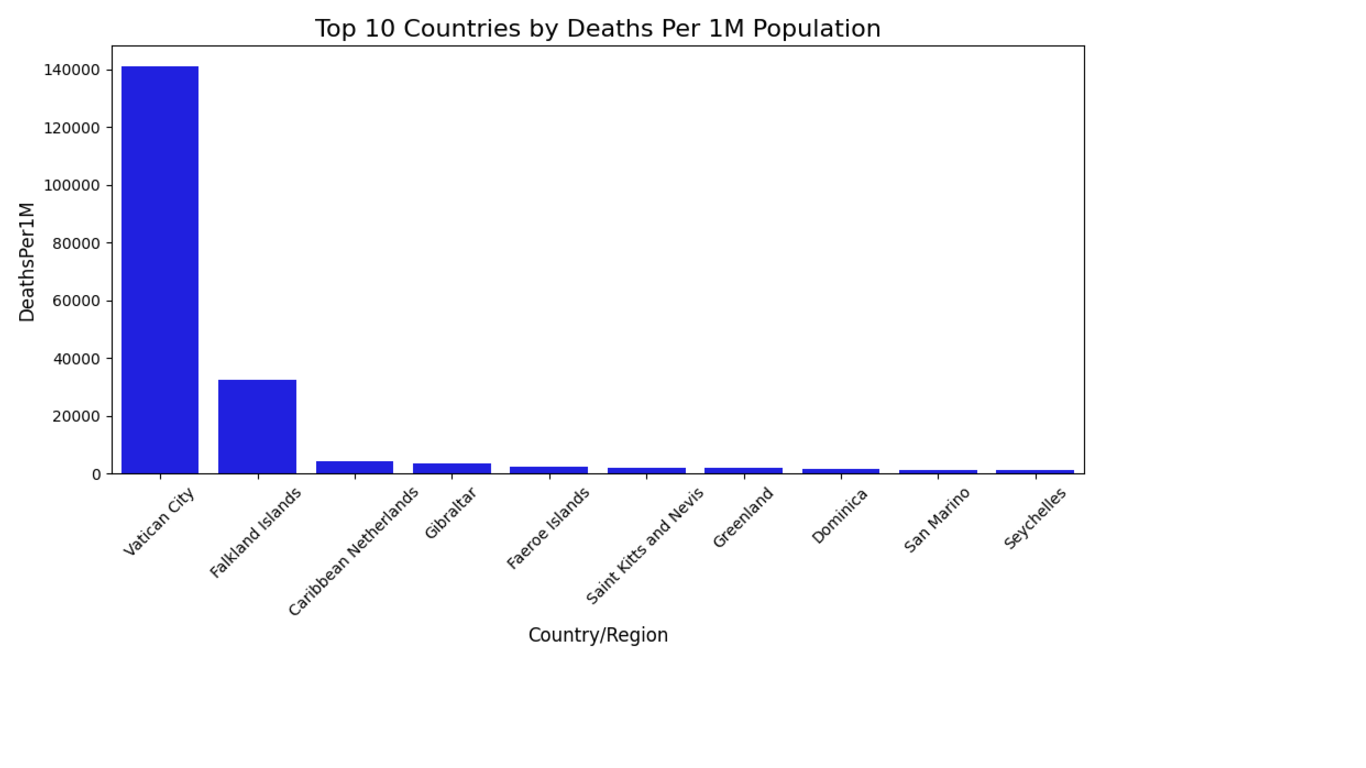 Top 10 Countries by Deaths Per 1M Population
140000
120000
100000
80000
60000
40000
20000
0
DeathsPer1M
Vatican City
Falkland Islands
Caribbean Netherlands
Gibraltar
Faeroe Islands
Saint Kitts and Nevis
Greenland
Dominica
San Marino
Seychelles
Country/Region